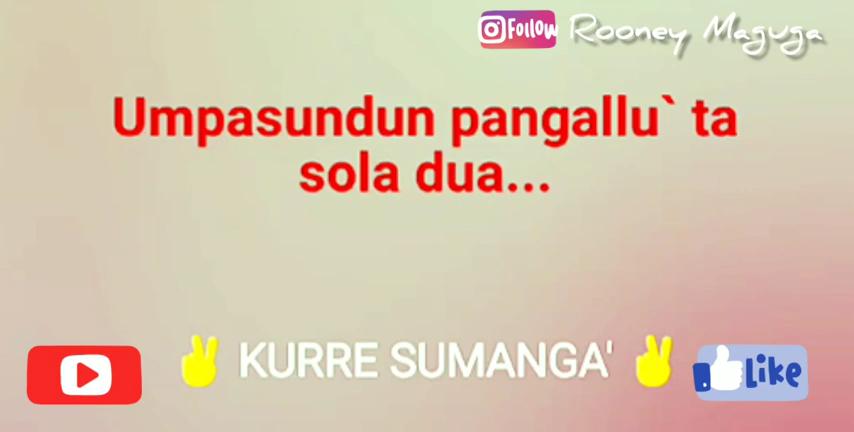 Follow Rooney Maguga
Umpasundun pangallu` ta
sola dua...
✌ KURRE SUMANGA' ✌
Like